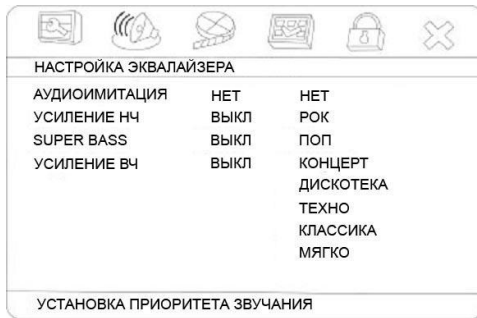 НАСТРОЙКА ЭКВАЛАЙЗЕРА
АУДИОИМИТАЦИЯ НЕТ НЕТ
УСИЛЕНИЕ НЧ ВЫКЛ РОК
SUPER BASS ВЫКЛ ПОП
УСИЛЕНИЕ ВЧ ВЫКЛ КОНЦЕРТ
ДИСКОТЕКА
ТЕХНО
КЛАССИКА
МЯГКО
УСТАНОВКА ПРИОРИТЕТА ЗВУЧАНИЯ